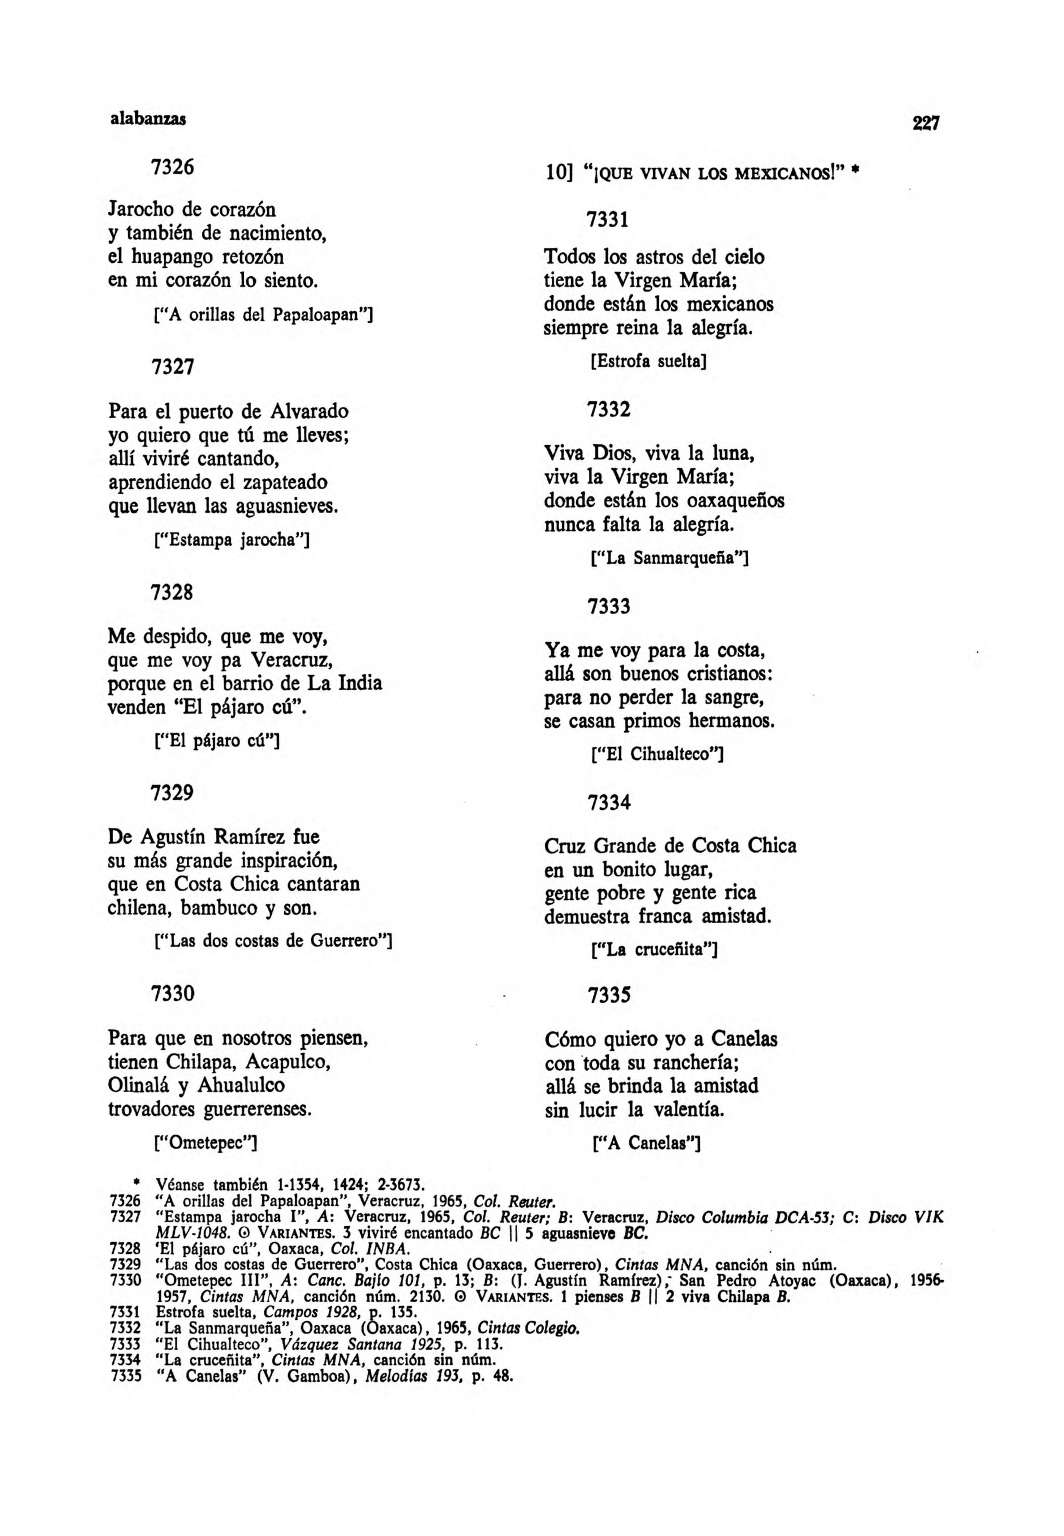 alabanzas
227
7326
Jarocho de corazón
y también de nacimiento,
el huapango retozón
en mi corazón lo siento.
["A orillas del Papaloapan"]
7327
Para el puerto de Alvarado
yo quiero que tú me lleves;
allí viviré cantando,
aprendiendo el zapateado
que llevan las aguasnieves.
["Estampa jarocha"]
7328
Me despido, que me voy,
que me voy pa Veracruz,
porque en el barrio de La India
venden “El pájaro cú”.
["El pájaro cú"]
7329
De Agustín Ramírez fue
su más grande inspiración,
que en Costa Chica cantaran
chilena, bambuco y son.
["Las dos costas de Guerrero"]
7330
Para que en nosotros piensen,
tienen Chilapa, Acapulco,
Olinalá y Ahualulco
trovadores guerrerenses.
["Ometepec"]
10] “¡QUE VIVAN LOS MEXICANOS!” *
7331
Todos los astros del cielo
tiene la Virgen María;
donde están los mexicanos
siempre reina la alegría.
[Estrofa suelta]
7332
Viva Dios, viva la luna,
viva la Virgen María;
donde están los oaxaqueños
nunca falta la alegría.
["La Sanmarqueña"]
7333
Ya me voy para la costa,
allá son buenos cristianos:
para no perder la sangre,
se casan primos hermanos.
["El Cihualteco"]
7334
Cruz Grande de Costa Chica
en un bonito lugar,
gente pobre y gente rica
demuestra franca amistad.
["La cruceñita"]
7335
Cómo quiero yo a Canelas
con toda su ranchería;
allá se brinda la amistad
sin lucir la valentía.
["A Canelas"]
* Véanse también 1-1354, 1424; 2-3673.
7326 “A orillas del Papaloapan”, Veracruz, 1965, Col. Reuter.
7327 “Estampa jarocha I”, A: Veracruz, 1965, Col. Reuter; B: Veracruz, Disco Columbia DCA-53; C: Disco VIK
MLV-1048. ⊙ VARIANTES. 3 viviré encantado BC || 5 aguasnieve BC.
7328 ‘El pájaro cú”, Oaxaca, Col. INBA.
7329 “Las dos costas de Guerrero”, Costa Chica (Oaxaca, Guerrero), Cintas MNA, canción sin núm.
7330 “Ometepec III”, A: Canc. Bajío 101, p. 13; B: (J. Agustín Ramírez), San Pedro Atoyac (Oaxaca), 1956-
1957, Cintas MNA, canción núm. 2130. ⊙ VARIANTES. 1 pienses B || 2 viva Chilapa B.
7331 Estrofa suelta, Campos 1928, p. 135.
7332 “La Sanmarqueña”, Oaxaca (Oaxaca), 1965, Cintas Colegio.
7333 “El Cihualteco”, Vázquez Santana 1925, p. 113.
7334 “La cruceñita”, Cintas MNA, canción sin núm.
7335 “A Canelas” (V. Gamboa), Melodías 193, p. 48.